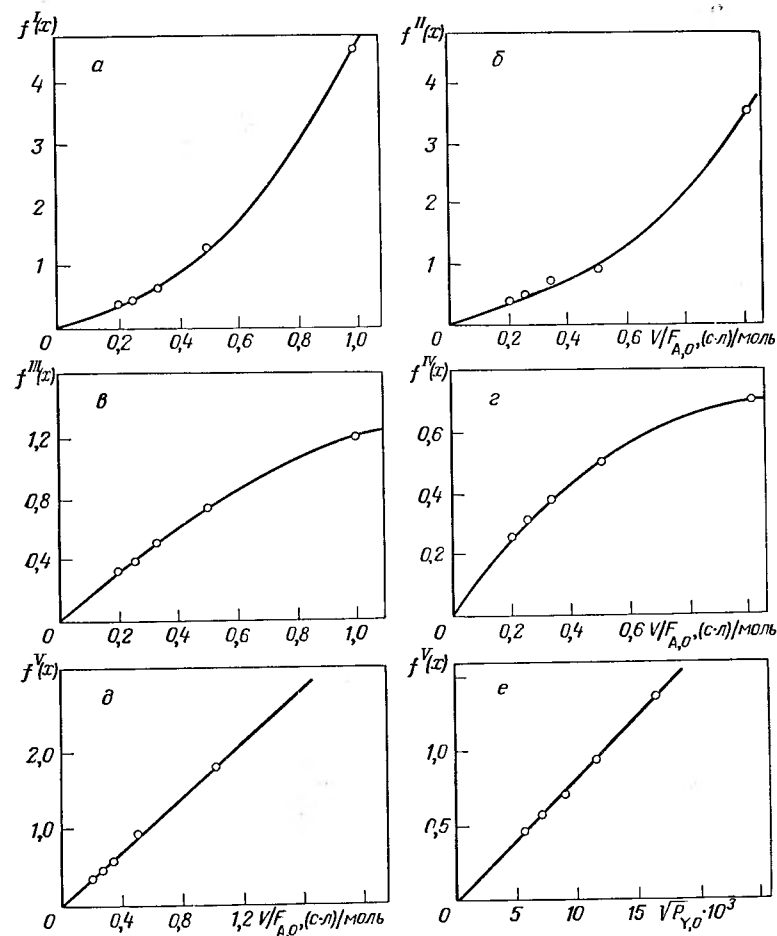 f^I(x)
а
4
3
2
1
0
0,2
0,4
0,6
0,8
1,0
f^II(x)
б
4
3
2
1
0
0,2
0,4
0,6 V/F_A,0, (с·л)/моль
f^III(x)
в
1,2
0,8
0,4
0
0,2
0,4
0,6
0,8
1,0
f^IV(x)
г
0,6
0,4
0,2
0
0,2
0,4
0,6 V/F_A,0, (с·л)/моль
f^V(x)
д
2,0
1,0
0
0,4
0,8
1,2 V/F_A,0, (с·л)/моль
f^V(x)
е
1,0
0,5
0
5
10
15 √P_Y,0·10^3